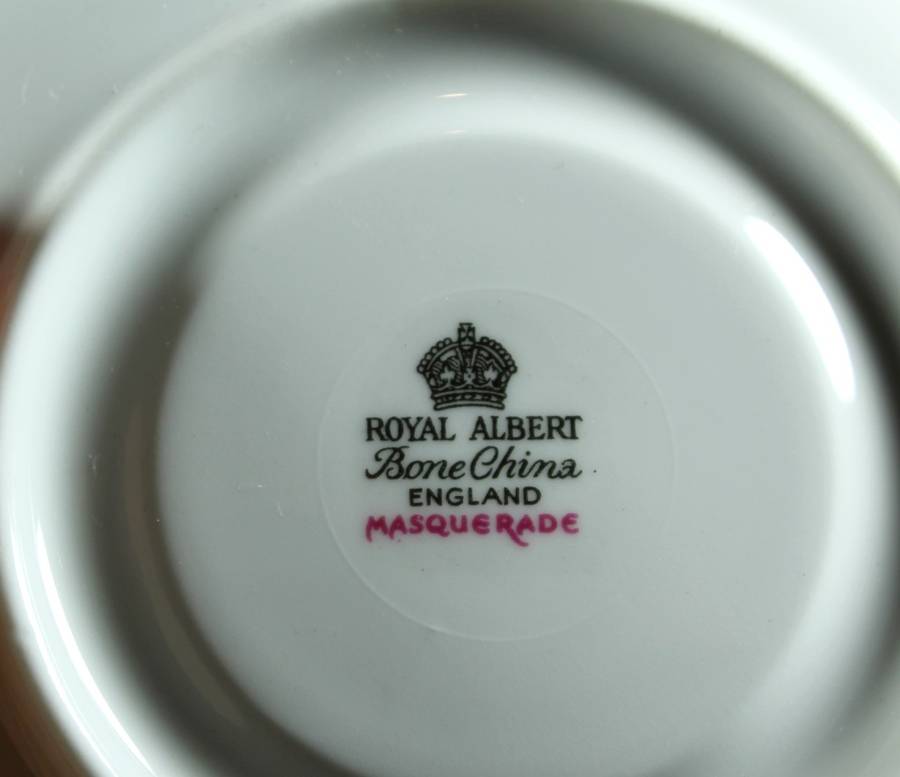 ROYAL ALBERT
Bone China
ENGLAND
MASQUERADE